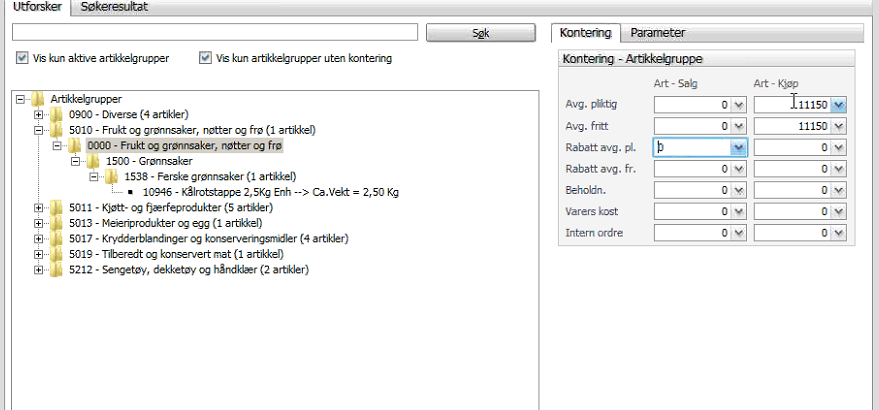 Utforsker Søkeresultat
Søk
Vis kun aktive artikkelgrupper Vis kun artikkelgrupper uten kontering
Artikkelgrupper
0900 - Diverse (4 artikler)
5010 - Frukt og grønnsaker, nøtter og frø (1 artikkel)
0000 - Frukt og grønnsaker, nøtter og frø
1500 - Grønnsaker
1538 - Ferske grønnsaker (1 artikkel)
10946 - Kålrotstappe 2,5Kg Enh --> Ca.Vekt = 2,50 Kg
5011 - Kjøtt- og fjærfeprodukter (5 artikler)
5013 - Meieriprodukter og egg (1 artikkel)
5017 - Krydderblandinger og konserveringsmidler (4 artikler)
5019 - Tilberedt og konservert mat (1 artikkel)
5212 - Sengetøy, dekketøy og håndklær (2 artikler)
Kontering Parameter
Kontering - Artikkelgruppe
Art - Salg Art - Kjøp
Avg. pliktig 0 11150
Avg. fritt 0 11150
Rabatt avg. pl. 0 0
Rabatt avg. fr. 0 0
Beholdn. 0 0
Varers kost 0 0
Intern ordre 0 0